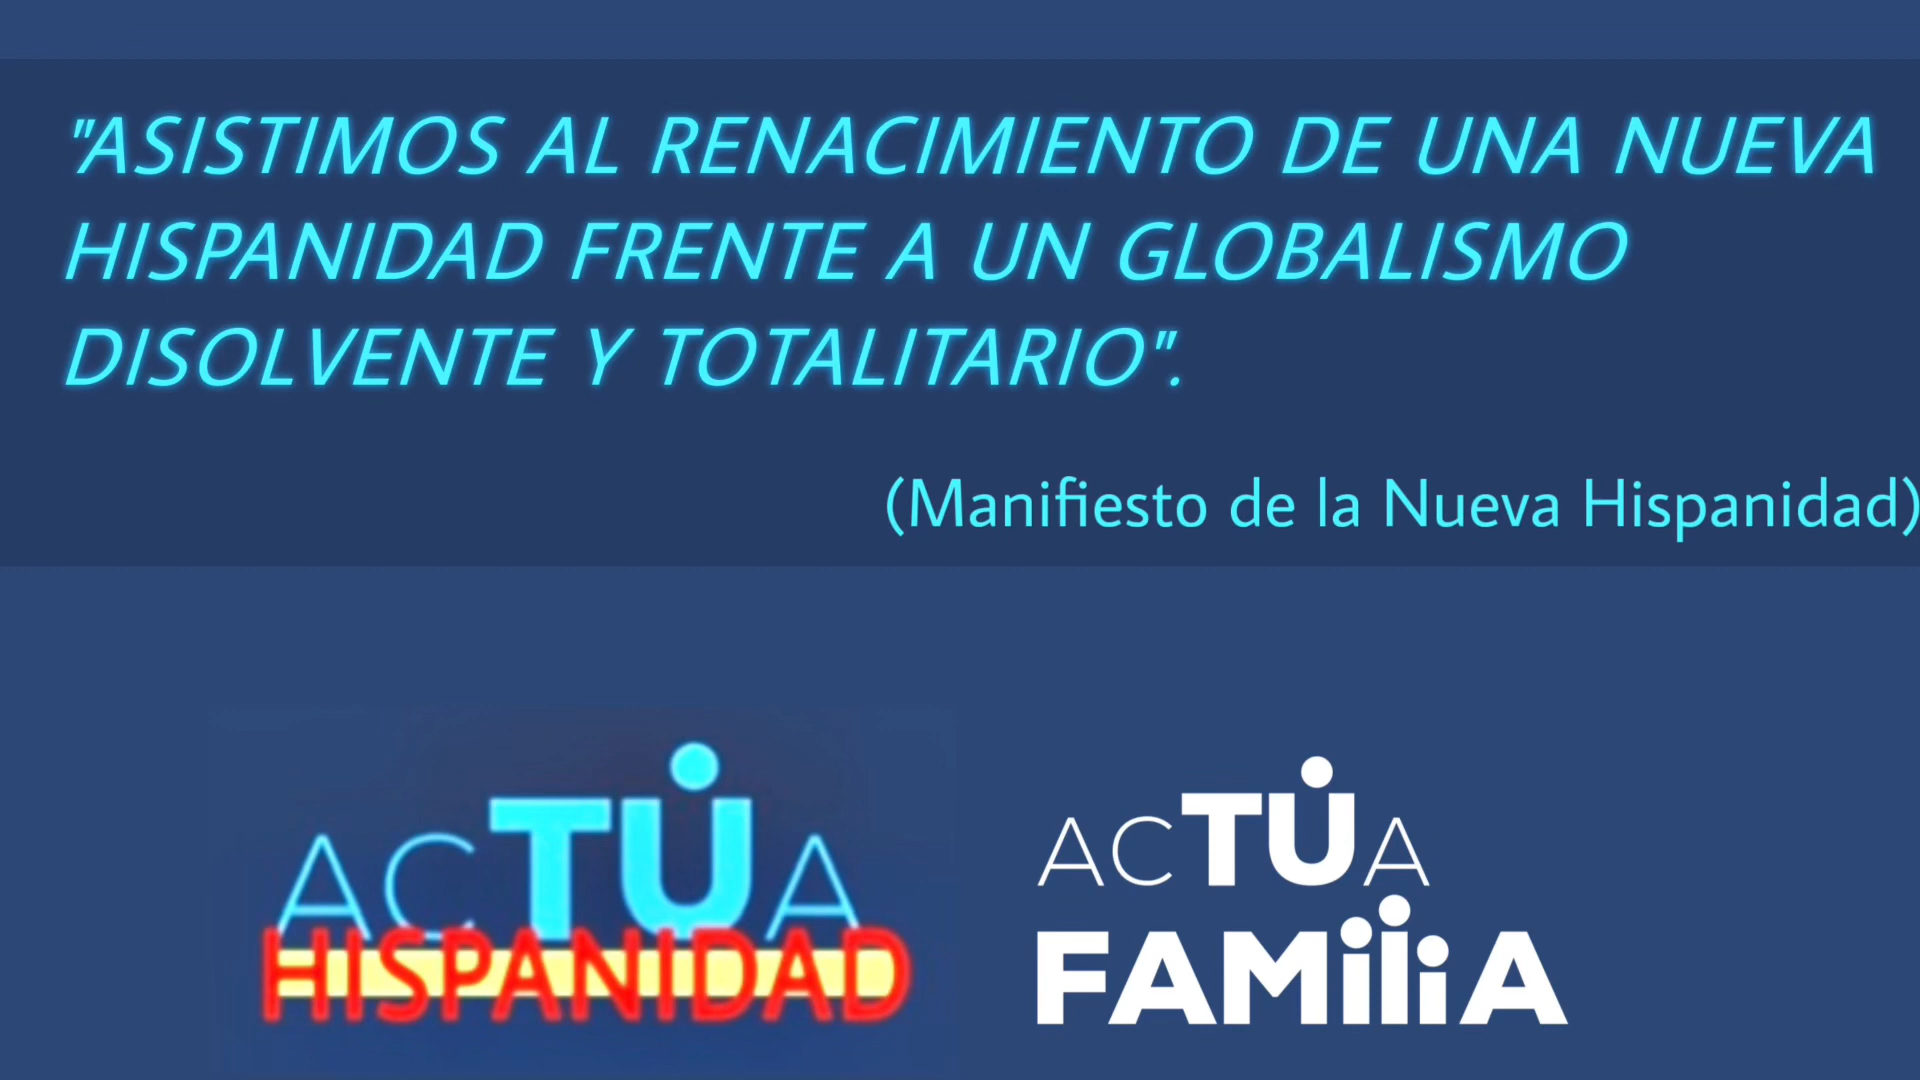 "ASISTIMOS AL RENACIMIENTO DE UNA NUEVA
HISPANIDAD FRENTE A UN GLOBALISMO
DISOLVENTE Y TOTALITARIO".
(Manifiesto de la Nueva Hispanidad)
ACTÚA
HISPANIDAD
ACTÚA
FAMiliA